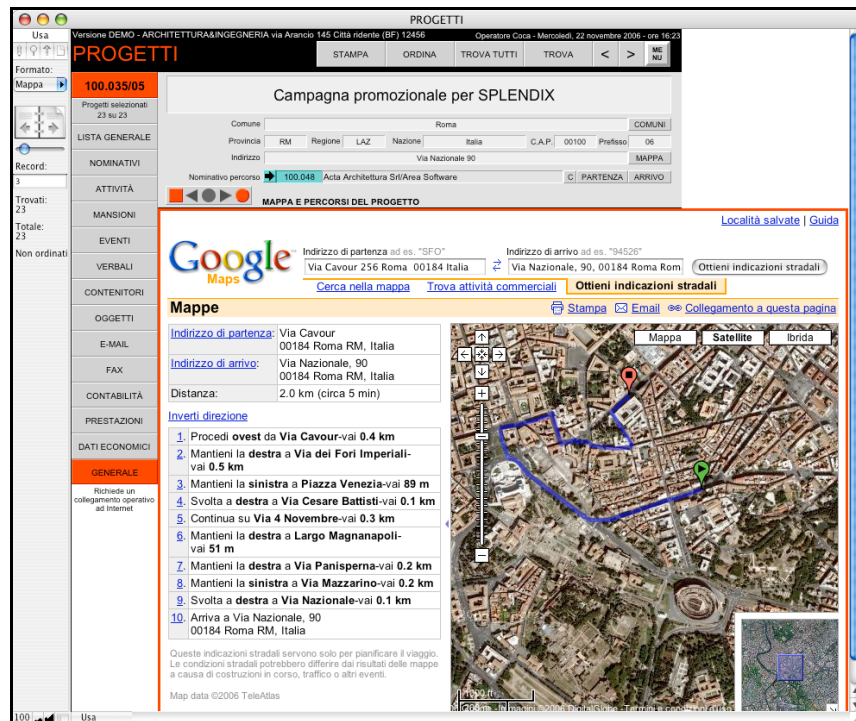 PROGETTI
Usa
Formato:
Mappa
Record:
3
Trovati:
23
Totale:
23
Non ordinati
Versione DEMO - ARCHITETTURA&INGEGNERIA via Arancio 145 Città ridente (BF) 12456
Operatore Coca - Mercoledì, 22 novembre 2006 - ore 16:23
PROGETTI
STAMPA
ORDINA
TROVA TUTTI
TROVA
<
>
ME
NU
100.035/05
Progetti selezionati
23 su 23
LISTA GENERALE
NOMINATIVI
ATTIVITÀ
MANSIONI
EVENTI
VERBALI
CONTENITORI
OGGETTI
E-MAIL
FAX
CONTABILITÀ
PRESTAZIONI
DATI ECONOMICI
GENERALE
Richiede un
collegamento operativo
ad Internet
Campagna promozionale per SPLENDIX
Comune Roma COMUNI
Provincia RM Regione LAZ Nazione Italia C.A.P. 00100 Prefisso 06
Indirizzo Via Nazionale 90 MAPPA
Nominativo percorso 100.048 Acta Architettura Srl/Area Software C PARTENZA ARRIVO
MAPPA E PERCORSI DEL PROGETTO
Località salvate | Guida
Google™
Maps
Indirizzo di partenza ad es. "SFO"
Via Cavour 256 Roma 00184 Italia
Indirizzo di arrivo ad es. "94526"
Via Nazionale, 90, 00184 Roma Rom
Ottieni indicazioni stradali
Cerca nella mappa Trova attività commerciali Ottieni indicazioni stradali
Mappe
Stampa Email Collegamento a questa pagina
Indirizzo di partenza: Via Cavour
00184 Roma RM, Italia
Indirizzo di arrivo: Via Nazionale, 90
00184 Roma RM, Italia
Distanza: 2.0 km (circa 5 min)
Inverti direzione
1. Procedi ovest da Via Cavour-vai 0.4 km
2. Mantieni la destra a Via dei Fori Imperiali-
vai 0.5 km
3. Mantieni la sinistra a Piazza Venezia-vai 89 m
4. Svolta a destra a Via Cesare Battisti-vai 0.1 km
5. Continua su Via 4 Novembre-vai 0.3 km
6. Mantieni la destra a Largo Magnanapoli-
vai 51 m
7. Mantieni la destra a Via Panisperna-vai 0.2 km
8. Mantieni la sinistra a Via Mazzarino-vai 0.2 km
9. Svolta a destra a Via Nazionale-vai 0.1 km
10. Arriva a Via Nazionale, 90
00184 Roma RM, Italia
Queste indicazioni stradali servono solo per pianificare il viaggio.
Le condizioni stradali potrebbero differire dai risultati delle mappe
a causa di costruzioni in corso, traffico o altri eventi.
Map data ©2006 TeleAtlas
Mappa
Satellite
Ibrida
100
Usa